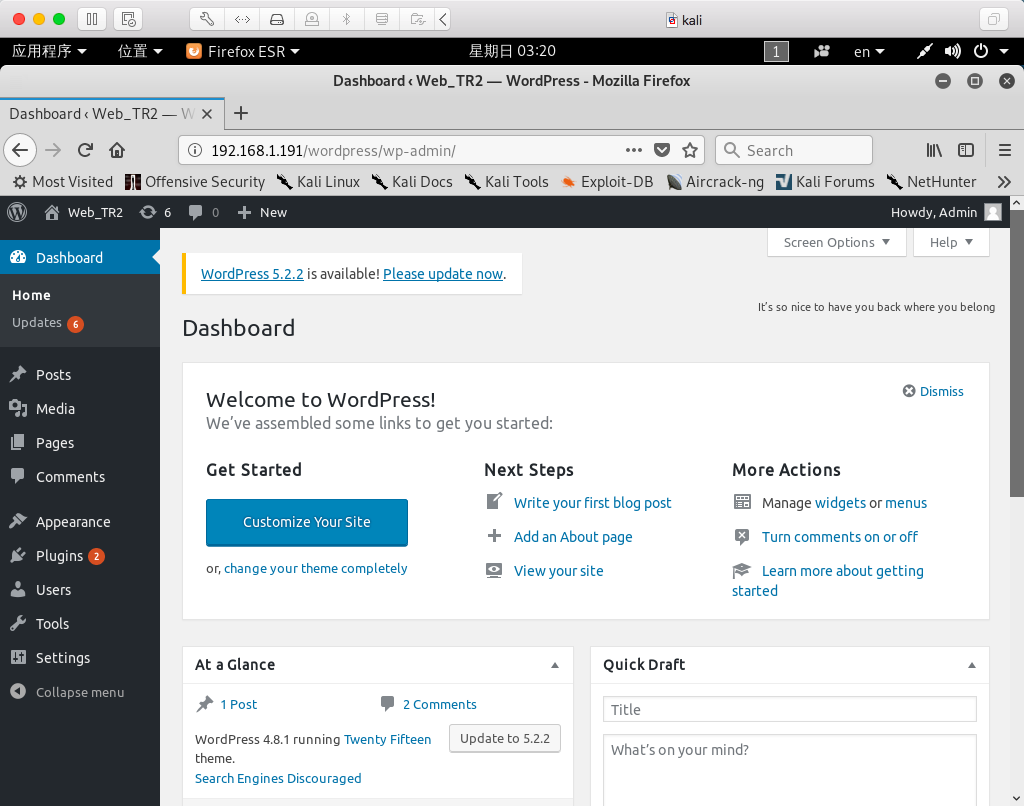 kali
应用程序 位置 Firefox ESR 星期日 03:20 1 en
Dashboard ‹ Web_TR2 — WordPress - Mozilla Firefox
Dashboard ‹ Web_TR2 — W
192.168.1.191/wordpress/wp-admin/ Search
Most Visited Offensive Security Kali Linux Kali Docs Kali Tools Exploit-DB Aircrack-ng Kali Forums NetHunter
Web_TR2 6 0 New Howdy, Admin
Dashboard
Home
Updates 6
Posts
Media
Pages
Comments
Appearance
Plugins 2
Users
Tools
Settings
Collapse menu
Screen Options Help
WordPress 5.2.2 is available! Please update now.
It's so nice to have you back where you belong
Dashboard
Welcome to WordPress!
We've assembled some links to get you started:
Dismiss
Get Started
Customize Your Site
or, change your theme completely
Next Steps
Write your first blog post
Add an About page
View your site
More Actions
Manage widgets or menus
Turn comments on or off
Learn more about getting
started
At a Glance
1 Post 2 Comments
WordPress 4.8.1 running Twenty Fifteen
theme.
Update to 5.2.2
Search Engines Discouraged
Quick Draft
Title
What's on your mind?